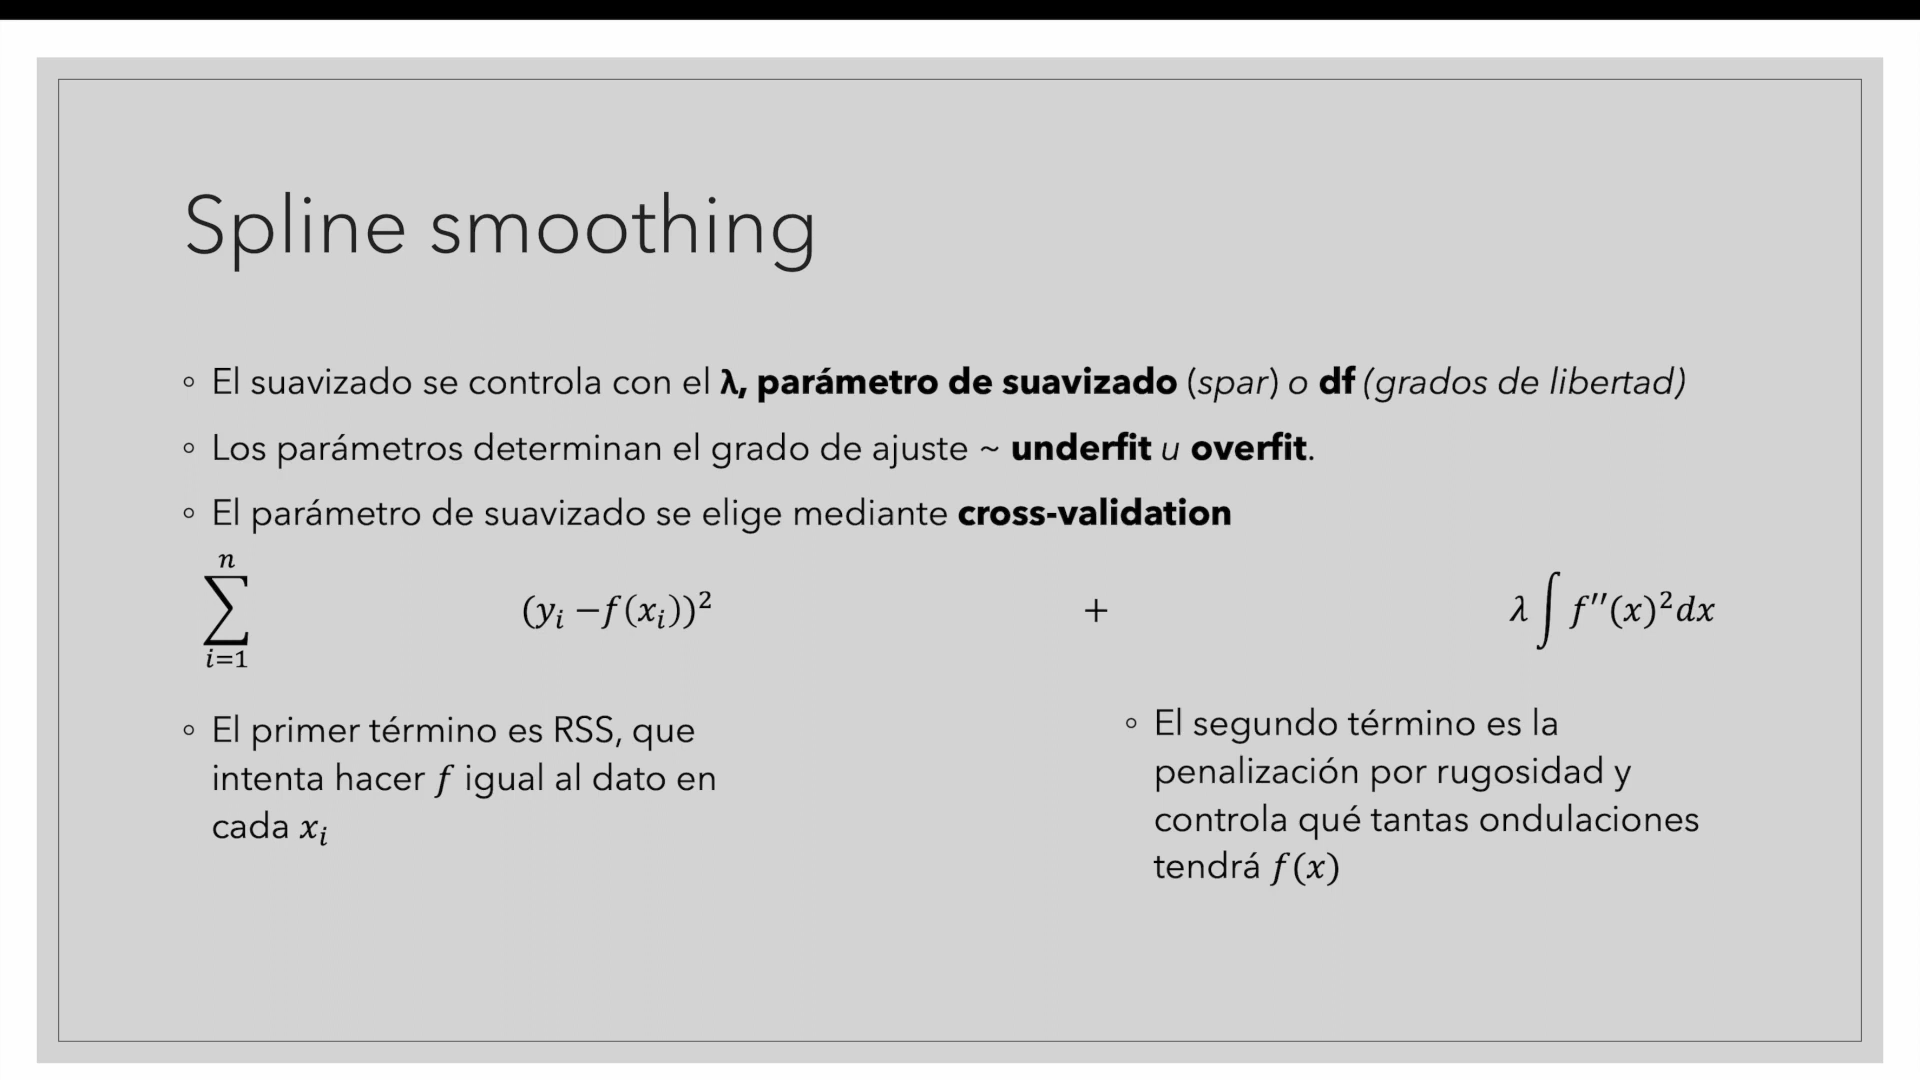 Spline smoothing
◦ El suavizado se controla con el λ, parámetro de suavizado (spar) o df (grados de libertad)
◦ Los parámetros determinan el grado de ajuste ~ underfit u overfit.
◦ El parámetro de suavizado se elige mediante cross-validation
∑_{i=1}^{n} (y_i − f(x_i))² + λ ∫ f′′(x)² dx
◦ El primer término es RSS, que
intenta hacer f igual al dato en
cada x_i
◦ El segundo término es la
penalización por rugosidad y
controla qué tantas ondulaciones
tendrá f(x)